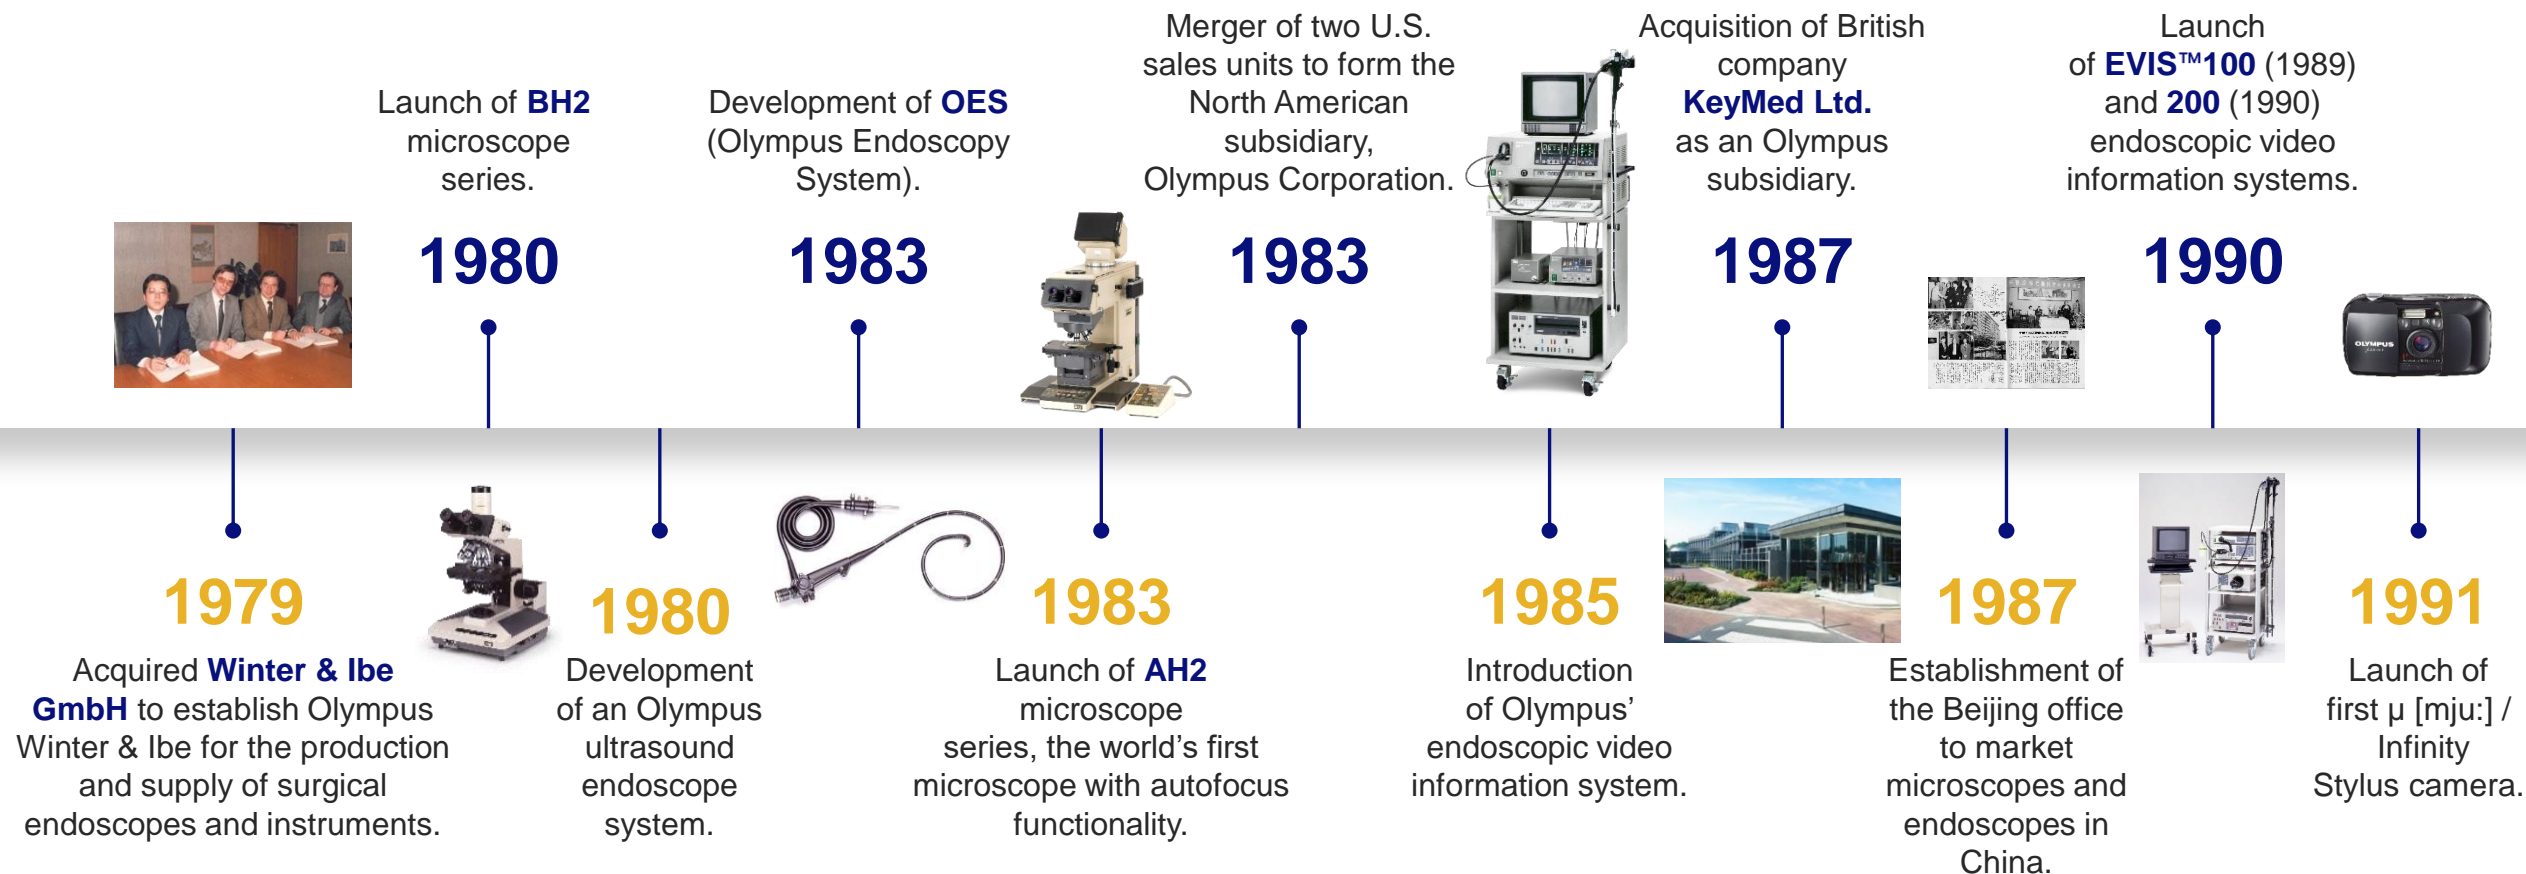 Launch of BH2
microscope
series.
1980
Development of OES
(Olympus Endoscopy
System).
1983
Merger of two U.S.
sales units to form the
North American
subsidiary,
Olympus Corporation.
1983
Acquisition of British
company
KeyMed Ltd.
as an Olympus
subsidiary.
1987
Launch
of EVIS™100 (1989)
and 200 (1990)
endoscopic video
information systems.
1990
OLYMPUS
1979
Acquired Winter & Ibe
GmbH to establish Olympus
Winter & Ibe for the production
and supply of surgical
endoscopes and instruments.
1980
Development
of an Olympus
ultrasound
endoscope
system.
1983
Launch of AH2
microscope
series, the world’s first
microscope with autofocus
functionality.
1985
Introduction
of Olympus’
endoscopic video
information system.
1987
Establishment of
the Beijing office
to market
microscopes and
endoscopes in
China.
1991
Launch of
first μ [mju:] /
Infinity
Stylus camera.